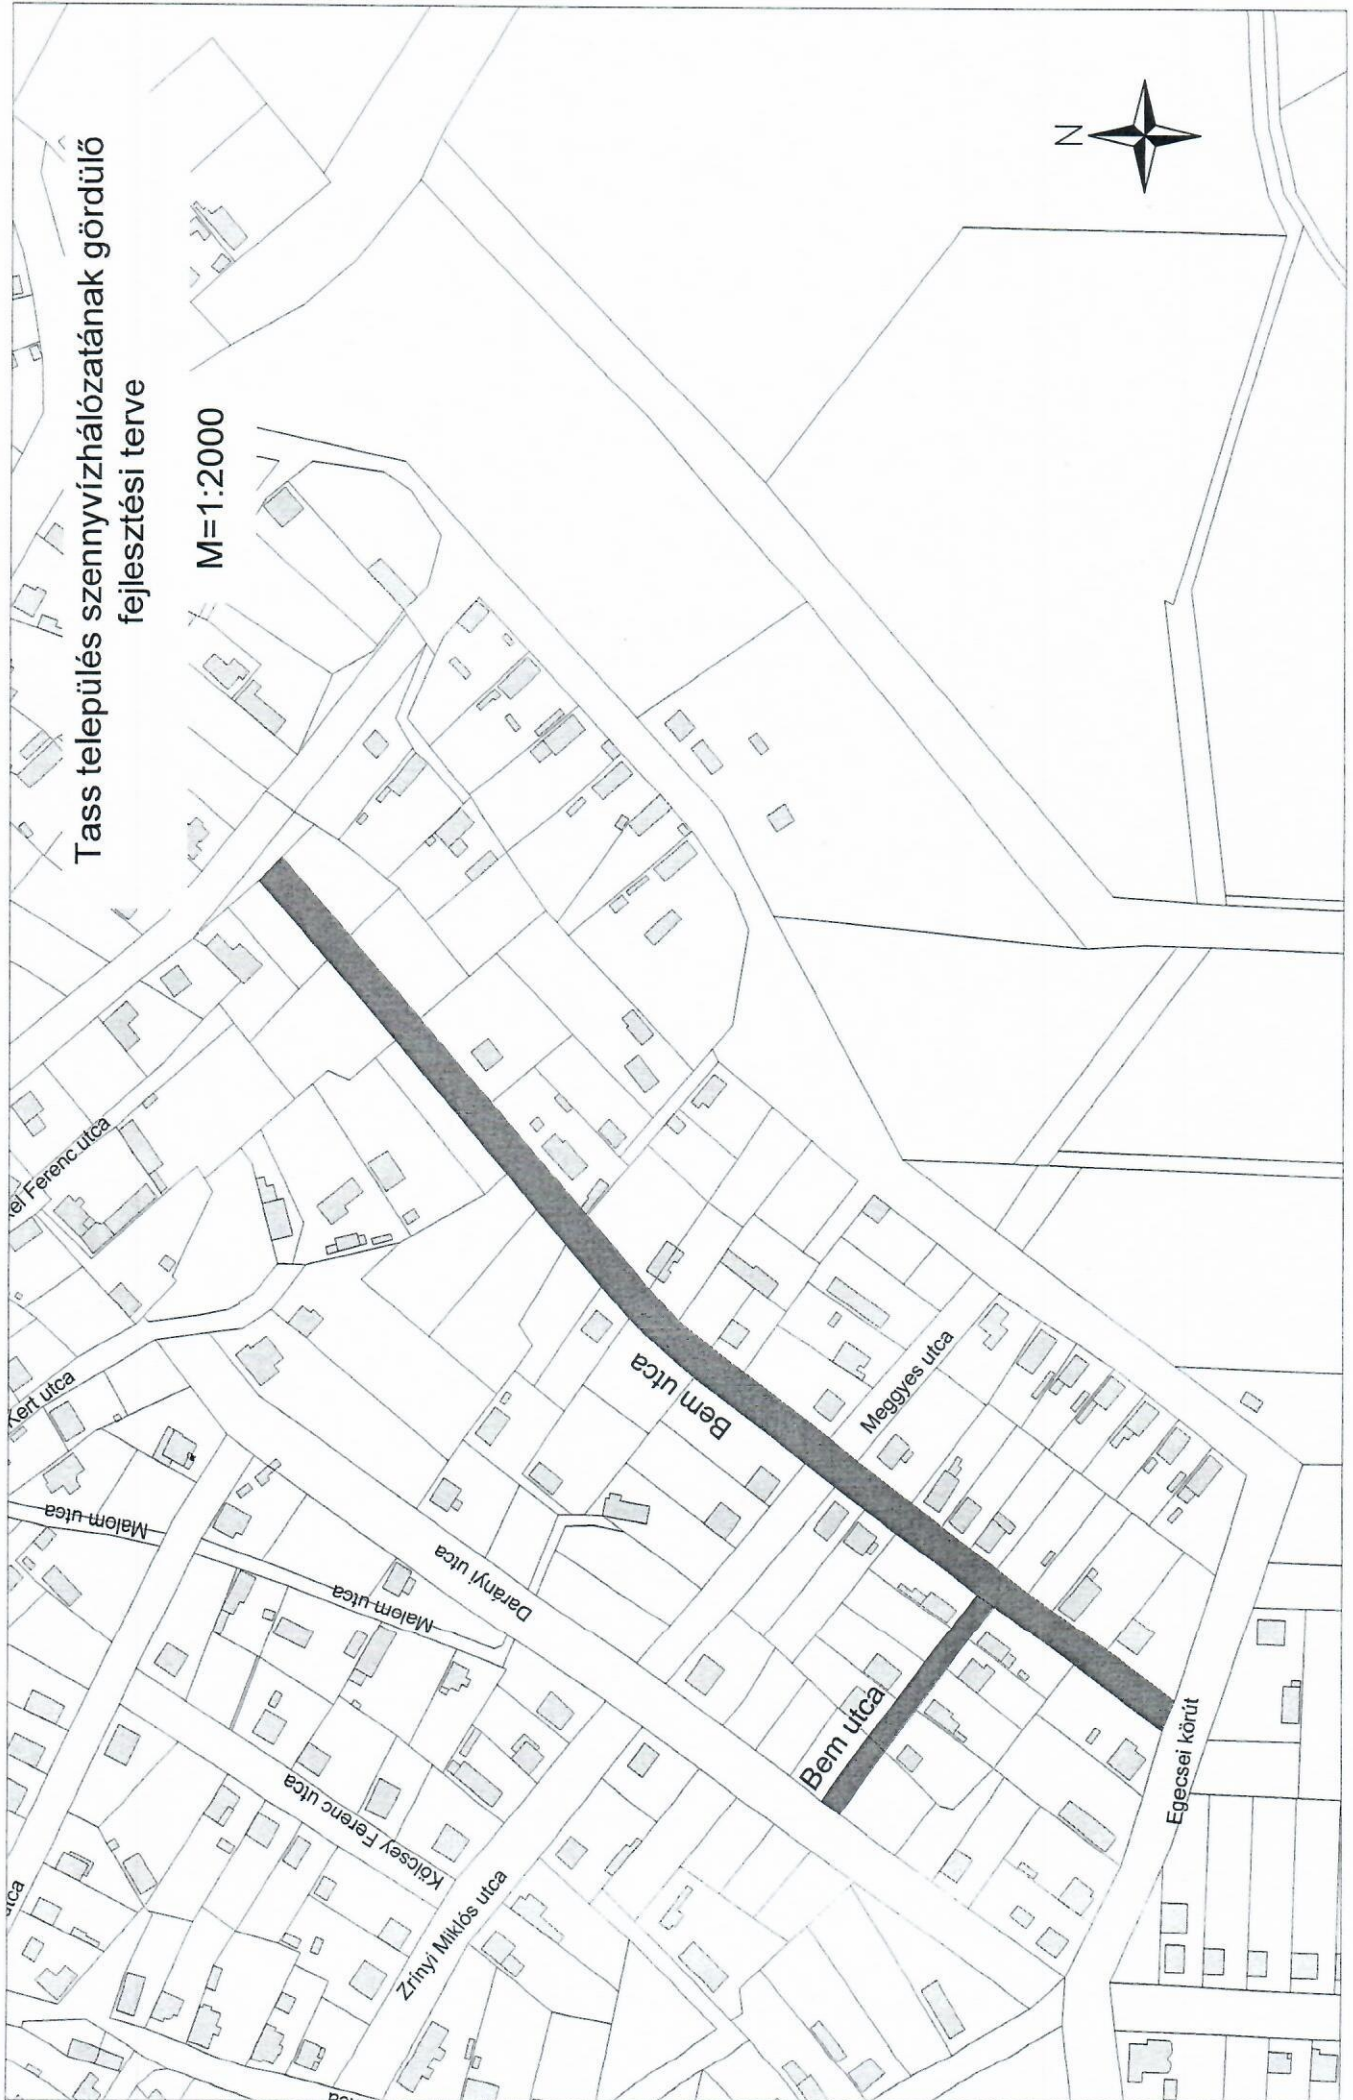 Tass település szennyvízhálózatának gördülő
fejlesztési terve
M=1:2000
N
Ferenc utca
Kert utca
Malom utca
Malom utca
Darányi utca
Bem utca
Meggyes utca
Bem utca
Kölcsey Ferenc utca
Zrínyi Miklós utca
Egecsei körút